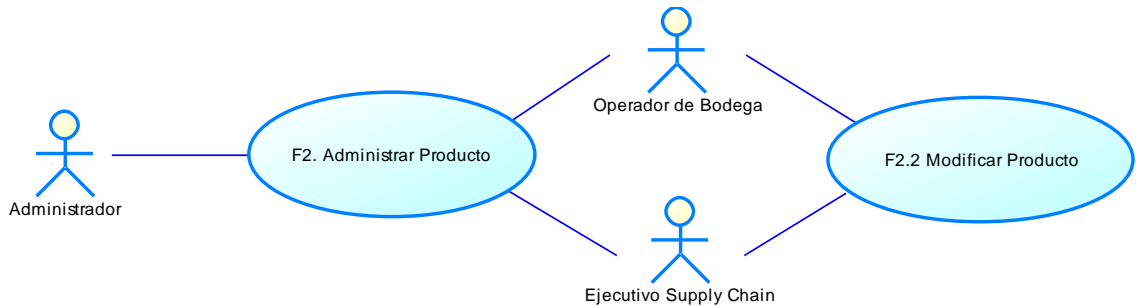 Operador de Bodega
F2. Administrar Producto
F2.2 Modificar Producto
Administrador
Ejecutivo Supply Chain